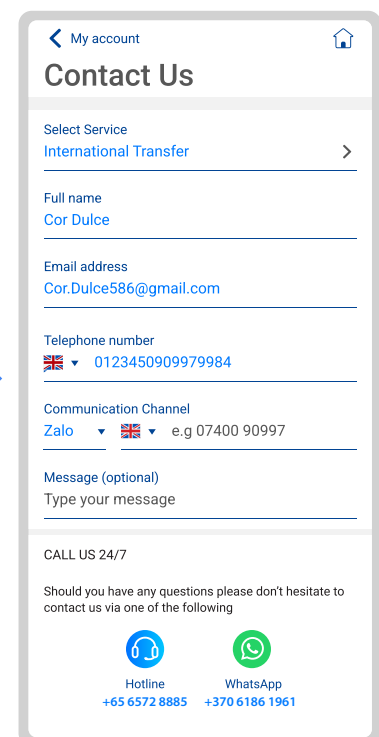 My account
Contact Us
Select Service
International Transfer
Full name
Cor Dulce
Email address
Cor.Dulce586@gmail.com
Telephone number
0123450909979984
Communication Channel
Zalo e.g 07400 90997
Message (optional)
Type your message
CALL US 24/7
Should you have any questions please don't hesitate to
contact us via one of the following
Hotline WhatsApp
+65 6572 8885 +370 6186 1961